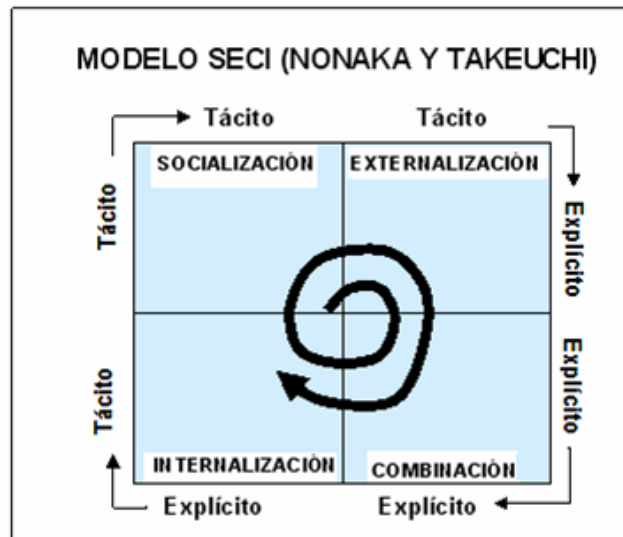 MODELO SECI (NONAKA Y TAKEUCHI)
Tácito
Tácito
SOCIALIZACIÓN
EXTERNALIZACIÓN
Tácito
Explícito
Tácito
Explícito
INTERNALIZACIÓN
COMBINACIÓN
Explícito
Explícito